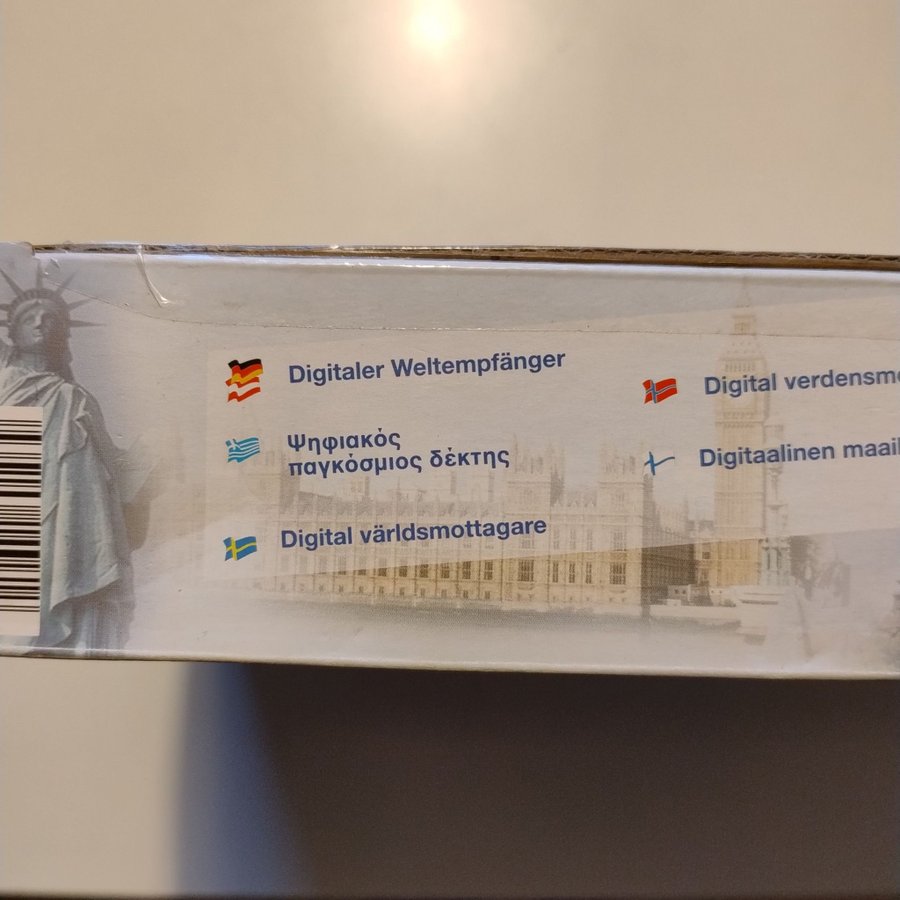 Digitaler Weltempfänger
Ψηφιακός
παγκόσμιος δέκτης
Digital världsmottagare
Digital
Digitaalinen